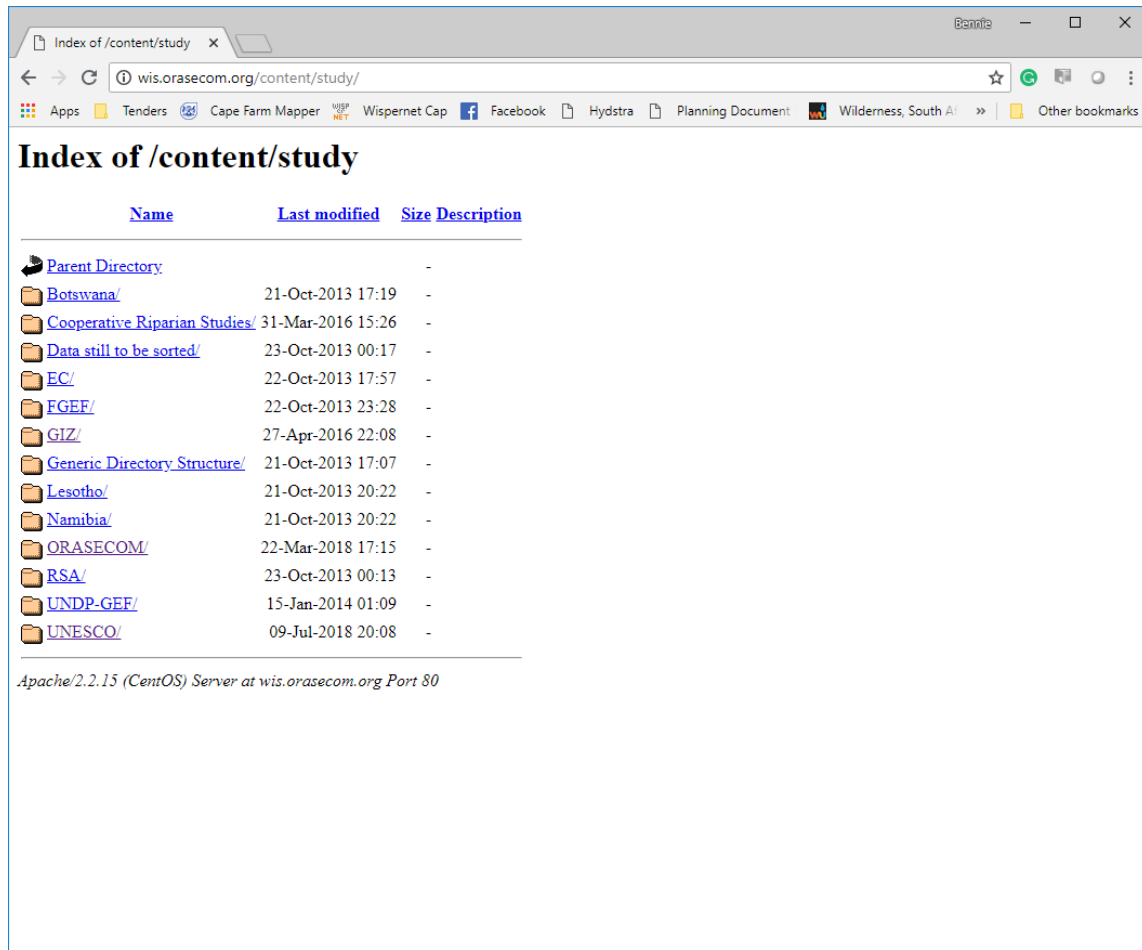 Bennie
Index of /content/study
wis.orasecom.org/content/study/
Apps Tenders Cape Farm Mapper WISP NET Wispernet Cap Facebook Hydstra Planning Document Wilderness, South Af » Other bookmarks
Index of /content/study
Name Last modified Size Description
Parent Directory -
Botswana/ 21-Oct-2013 17:19 -
Cooperative Riparian Studies/ 31-Mar-2016 15:26 -
Data still to be sorted/ 23-Oct-2013 00:17 -
EC/ 22-Oct-2013 17:57 -
FGEF/ 22-Oct-2013 23:28 -
GIZ/ 27-Apr-2016 22:08 -
Generic Directory Structure/ 21-Oct-2013 17:07 -
Lesotho/ 21-Oct-2013 20:22 -
Namibia/ 21-Oct-2013 20:22 -
ORASECOM/ 22-Mar-2018 17:15 -
RSA/ 23-Oct-2013 00:13 -
UNDP-GEF/ 15-Jan-2014 01:09 -
UNESCO/ 09-Jul-2018 20:08 -
Apache/2.2.15 (CentOS) Server at wis.orasecom.org Port 80